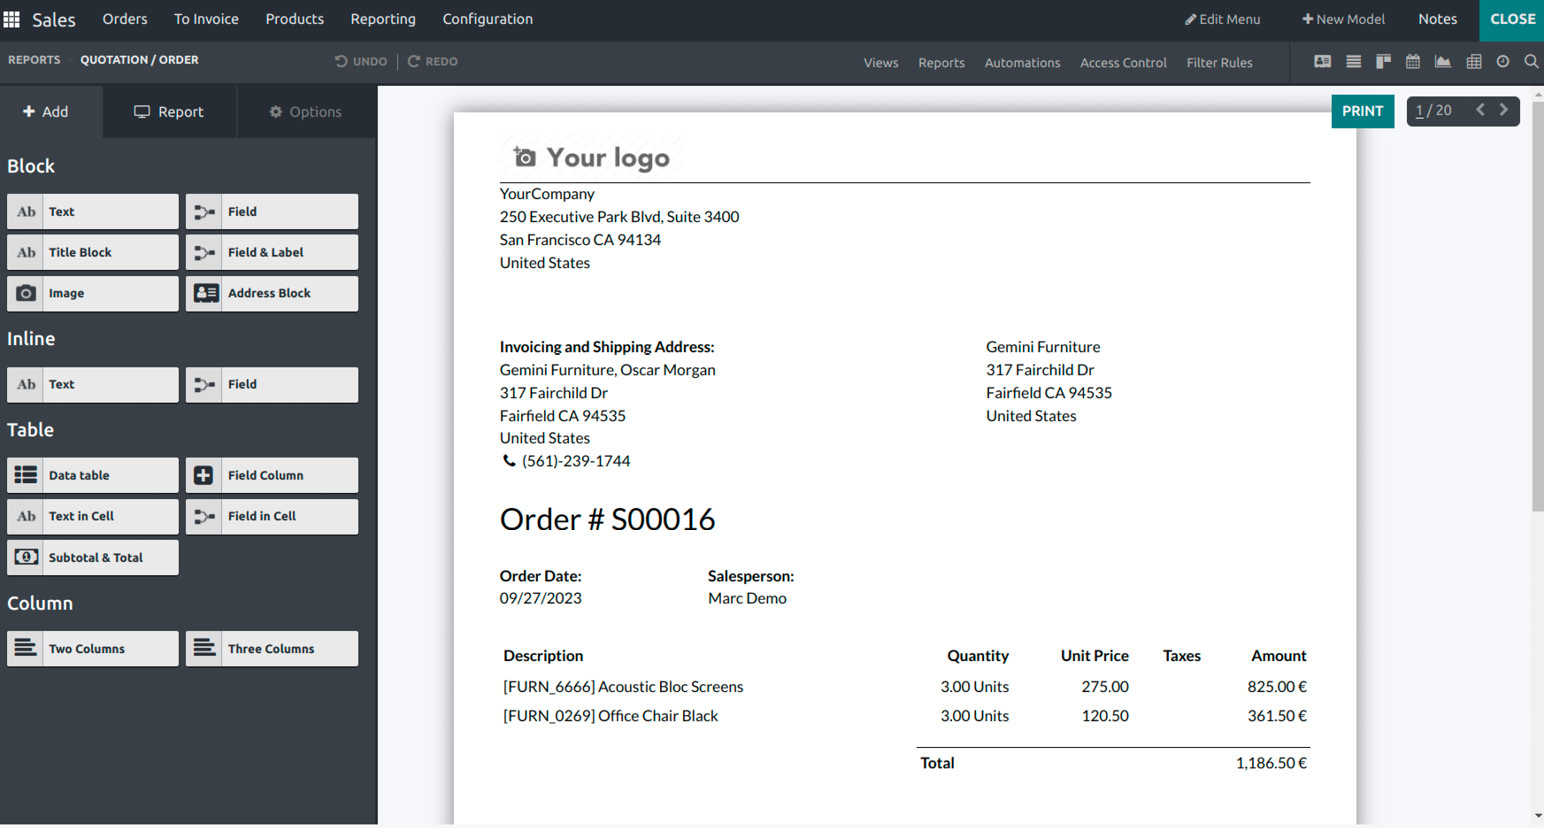 Sales Orders To Invoice Products Reporting Configuration Edit Menu New Model Notes CLOSE
REPORTS QUOTATION / ORDER UNDO REDO Views Reports Automations Access Control Filter Rules
Add Report Options
PRINT 1 / 20
Block
Ab Text Field
Ab Title Block Field & Label
Image Address Block
Inline
Ab Text Field
Table
Data table Field Column
Ab Text in Cell Field in Cell
Subtotal & Total
Column
Two Columns Three Columns
Your logo
YourCompany
250 Executive Park Blvd, Suite 3400
San Francisco CA 94134
United States
Invoicing and Shipping Address:
Gemini Furniture, Oscar Morgan
317 Fairchild Dr
Fairfield CA 94535
United States
(561)-239-1744
Gemini Furniture
317 Fairchild Dr
Fairfield CA 94535
United States
Order # S00016
Order Date: Salesperson:
09/27/2023 Marc Demo
Description Quantity Unit Price Taxes Amount
[FURN_6666] Acoustic Bloc Screens 3.00 Units 275.00 825.00 €
[FURN_0269] Office Chair Black 3.00 Units 120.50 361.50 €
Total 1,186.50 €